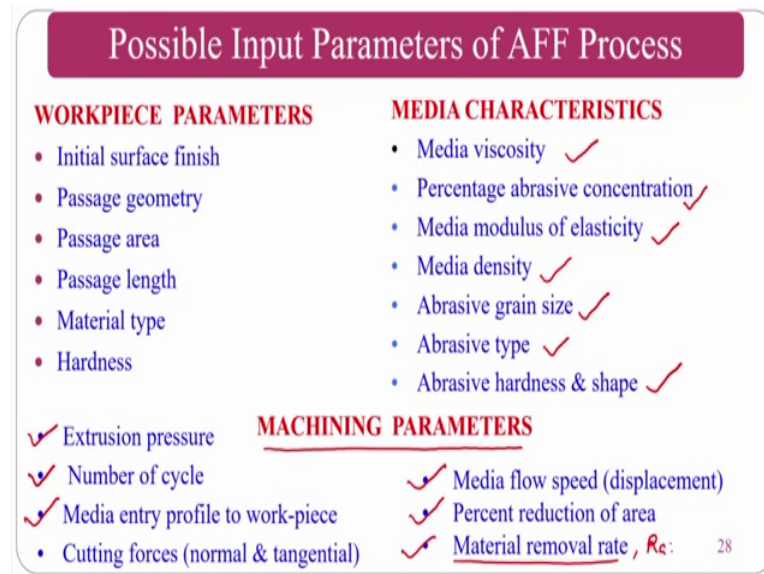 Possible Input Parameters of AFF Process
WORKPIECE PARAMETERS
• Initial surface finish
• Passage geometry
• Passage area
• Passage length
• Material type
• Hardness
MEDIA CHARACTERISTICS
• Media viscosity
• Percentage abrasive concentration
• Media modulus of elasticity
• Media density
• Abrasive grain size
• Abrasive type
• Abrasive hardness & shape
MACHINING PARAMETERS
• Extrusion pressure
• Number of cycle
• Media entry profile to work-piece
• Cutting forces (normal & tangential)
• Media flow speed (displacement)
• Percent reduction of area
• Material removal rate, Ra:
28